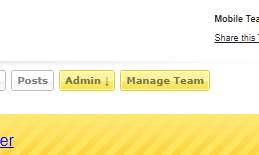 Mobile Tea
Share this
Posts
Admin ↓
Manage Team
er